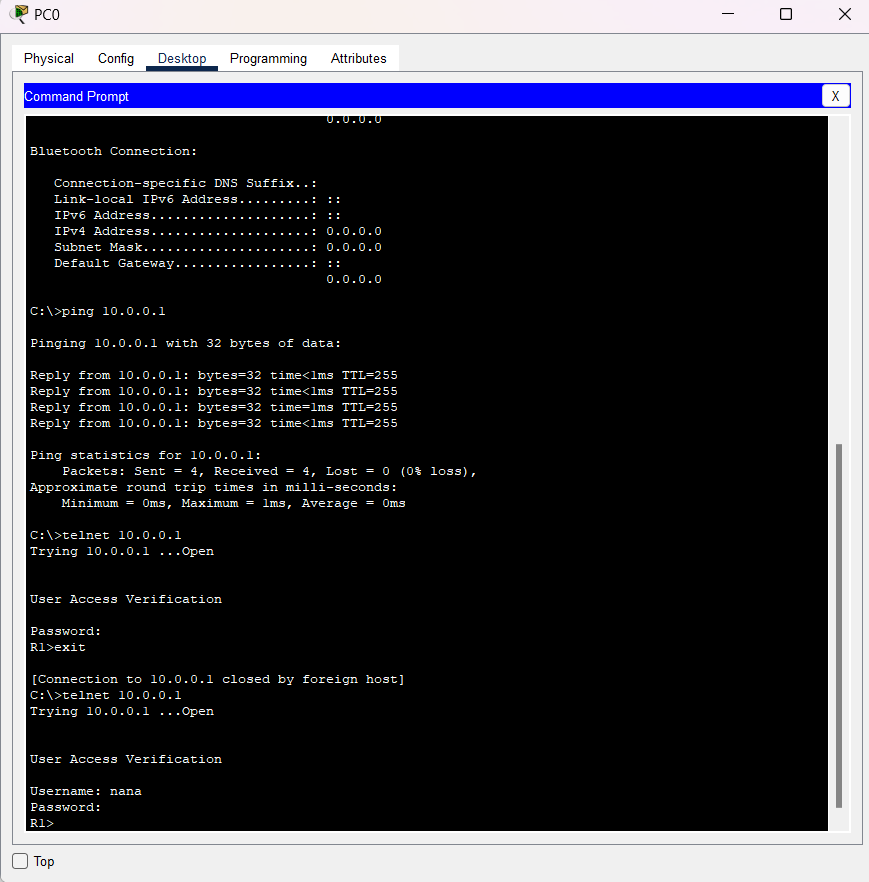 PC0
Physical Config Desktop Programming Attributes
Command Prompt X
0.0.0.0
Bluetooth Connection:
Connection-specific DNS Suffix..:
Link-local IPv6 Address.........: ::
IPv6 Address....................: ::
IPv4 Address....................: 0.0.0.0
Subnet Mask.....................: 0.0.0.0
Default Gateway.................: ::
0.0.0.0
C:\>ping 10.0.0.1
Pinging 10.0.0.1 with 32 bytes of data:
Reply from 10.0.0.1: bytes=32 time<1ms TTL=255
Reply from 10.0.0.1: bytes=32 time<1ms TTL=255
Reply from 10.0.0.1: bytes=32 time=1ms TTL=255
Reply from 10.0.0.1: bytes=32 time<1ms TTL=255
Ping statistics for 10.0.0.1:
Packets: Sent = 4, Received = 4, Lost = 0 (0% loss),
Approximate round trip times in milli-seconds:
Minimum = 0ms, Maximum = 1ms, Average = 0ms
C:\>telnet 10.0.0.1
Trying 10.0.0.1 ...Open
User Access Verification
Password:
R1>exit
[Connection to 10.0.0.1 closed by foreign host]
C:\>telnet 10.0.0.1
Trying 10.0.0.1 ...Open
User Access Verification
Username: nana
Password:
R1>
Top